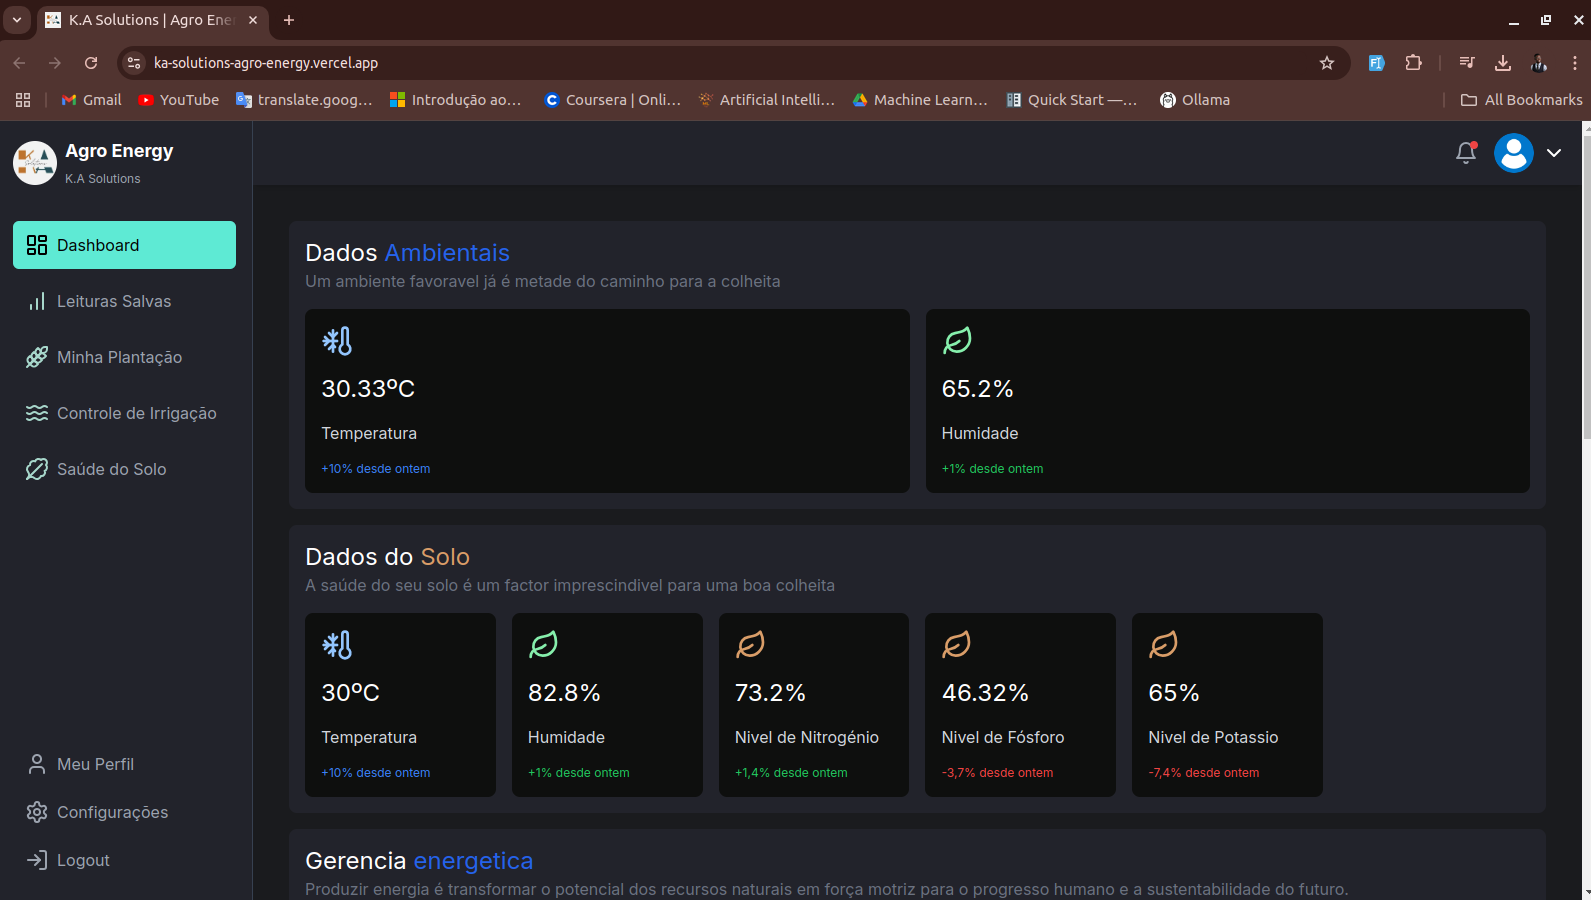 K.A Solutions | Agro Ener
ka-solutions-agro-energy.vercel.app
Gmail
YouTube
translate.goog...
Introdução ao...
Coursera | Onli...
Artificial Intelli...
Machine Learn...
Quick Start —...
Ollama
All Bookmarks
Agro Energy
K.A Solutions
Dashboard
Leituras Salvas
Minha Plantação
Controle de Irrigação
Saúde do Solo
Meu Perfil
Configurações
Logout
Dados Ambientais
Um ambiente favoravel já é metade do caminho para a colheita
30.33ºC
Temperatura
+10% desde ontem
65.2%
Humidade
+1% desde ontem
Dados do Solo
A saúde do seu solo é um factor imprescindivel para uma boa colheita
30ºC
Temperatura
+10% desde ontem
82.8%
Humidade
+1% desde ontem
73.2%
Nivel de Nitrogénio
+1,4% desde ontem
46.32%
Nivel de Fósforo
-3,7% desde ontem
65%
Nivel de Potassio
-7,4% desde ontem
Gerencia energetica
Produzir energia é transformar o potencial dos recursos naturais em força motriz para o progresso humano e a sustentabilidade do futuro.